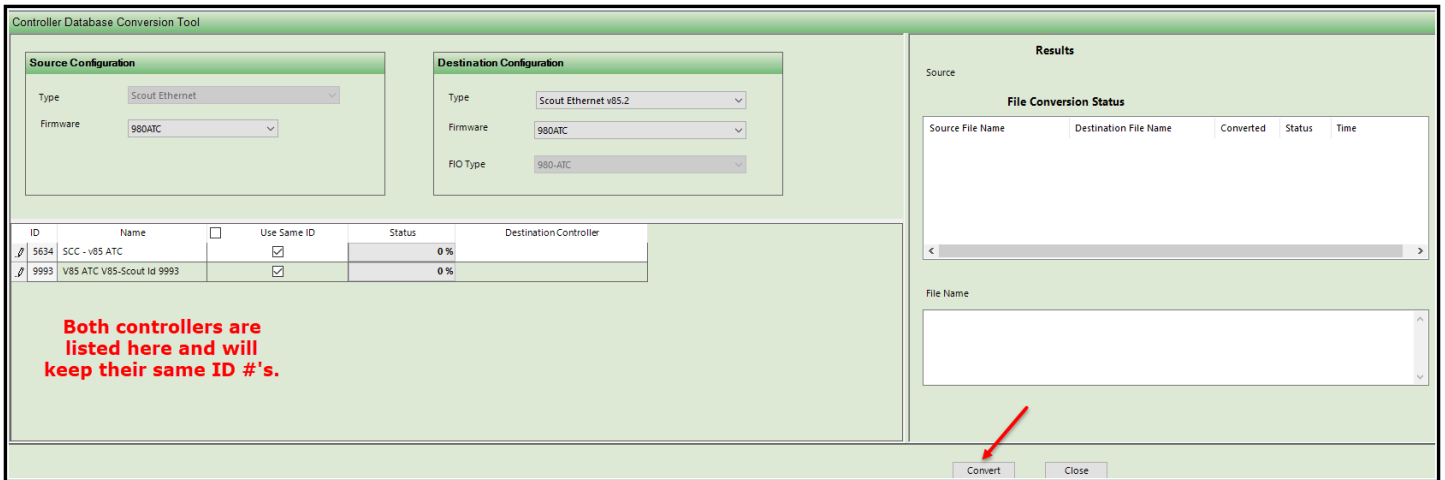 Controller Database Conversion Tool
Source Configuration
Type
Scout Ethernet
Firmware
980ATC
Destination Configuration
Type
Scout Ethernet v85.2
Firmware
980ATC
FIO Type
980-ATC
ID Name Use Same ID Status Destination Controller
5634 SCC - v85 ATC 0 %
9993 V85 ATC V85-Scout Id 9993 0 %
Both controllers are
listed here and will
keep their same ID #'s.
Results
Source
File Conversion Status
Source File Name Destination File Name Converted Status Time
File Name
Convert Close